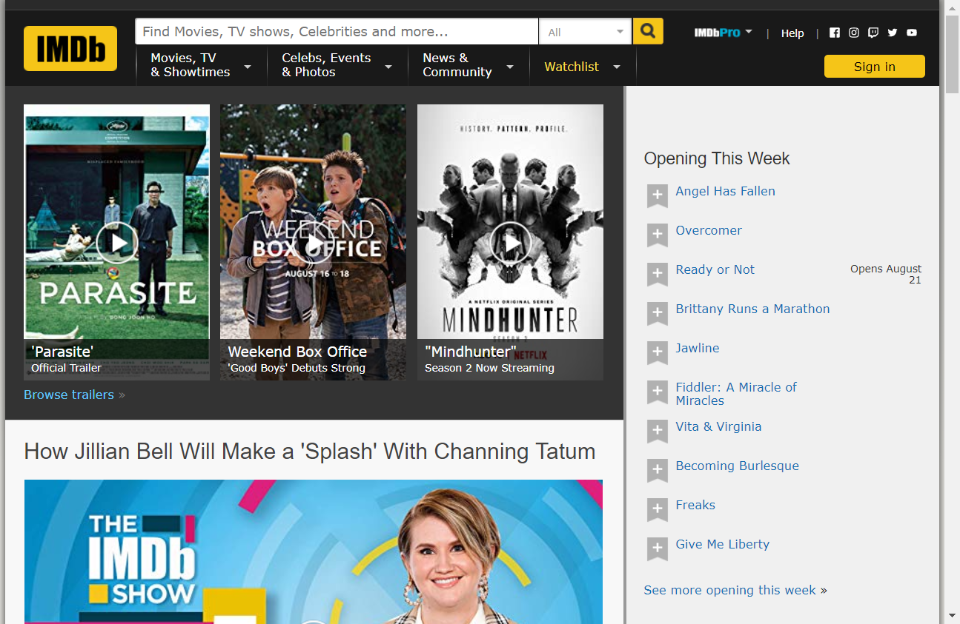 IMDb
Find Movies, TV shows, Celebrities and more...
All
IMDbPro
|
Help
|
Movies, TV
& Showtimes
Celebs, Events
& Photos
News &
Community
Watchlist
Sign in
PARASITE
'Parasite'
Official Trailer
WEEKEND
BOX OFFICE
AUGUST 16 TO 18
Weekend Box Office
'Good Boys' Debuts Strong
HISTORY. PATTERN. PROFILE.
A NETFLIX ORIGINAL SERIES
MINDHUNTER
NETFLIX
"Mindhunter"
Season 2 Now Streaming
Browse trailers »
How Jillian Bell Will Make a 'Splash' With Channing Tatum
THE
IMDb
SHOW
Opening This Week
Angel Has Fallen
Overcomer
Ready or Not
Opens August
21
Brittany Runs a Marathon
Jawline
Fiddler: A Miracle of
Miracles
Vita & Virginia
Becoming Burlesque
Freaks
Give Me Liberty
See more opening this week »